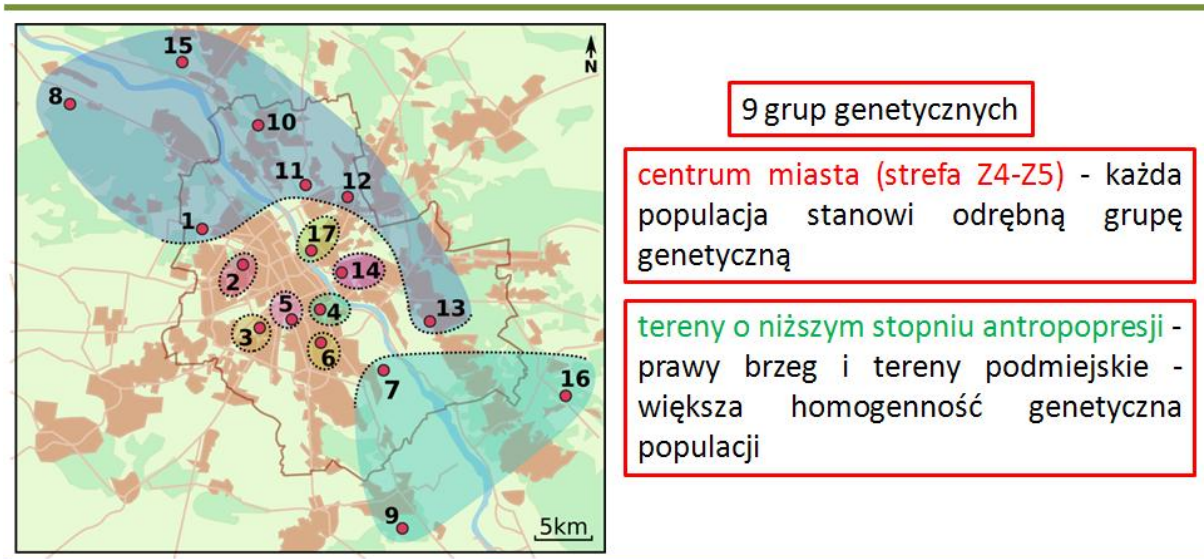 15
N
8
10
11
12
1
17
2
14
5
4
13
3
6
7
16
9
5km
9 grup genetycznych
centrum miasta (strefa Z4-Z5) - każda
populacja stanowi odrębną grupę
genetyczną
tereny o niższym stopniu antropopresji -
prawy brzeg i tereny podmiejskie -
większa homogenność genetyczna
populacji